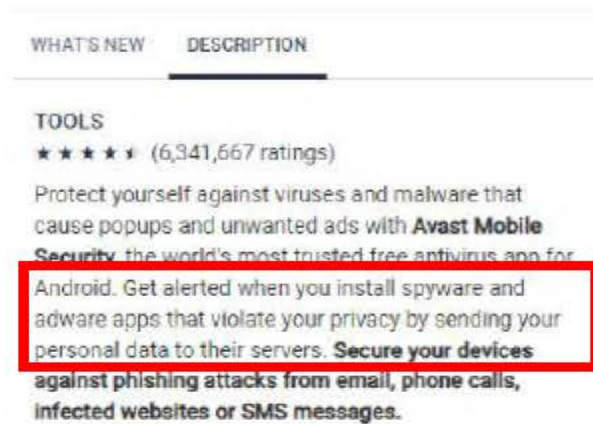 WHAT'S NEW DESCRIPTION
TOOLS
★★★★★ (6,341,667 ratings)
Protect yourself against viruses and malware that
cause popups and unwanted ads with Avast Mobile
Security, the world's most trusted free antivirus app for
Android. Get alerted when you install spyware and
adware apps that violate your privacy by sending your
personal data to their servers. Secure your devices
against phishing attacks from email, phone calls,
infected websites or SMS messages.